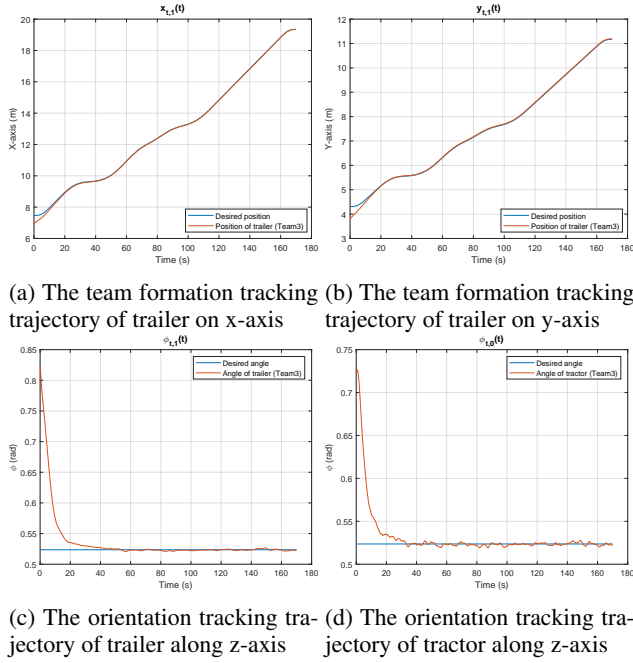 x_{t,1}(t)
20
18
16
14
12
10
8
6
X-axis (m)
Desired position
Position of trailer (Team3)
0 20 40 60 80 100 120 140 160 180
Time (s)
y_{t,1}(t)
12
11
10
9
8
7
6
5
4
3
Y-axis (m)
Desired position
Position of trailer (Team3)
0 20 40 60 80 100 120 140 160 180
Time (s)
(a) The team formation tracking
trajectory of trailer on x-axis
(b) The team formation tracking
trajectory of trailer on y-axis
ϕ_{t,1}(t)
0.85
0.8
0.75
0.7
0.65
0.6
0.55
0.5
ϕ (rad)
Desired angle
Angle of trailer (Team3)
0 20 40 60 80 100 120 140 160 180
Time (s)
ϕ_{t,0}(t)
0.75
0.7
0.65
0.6
0.55
0.5
ϕ (rad)
Desired angle
Angle of tractor (Team3)
0 20 40 60 80 100 120 140 160 180
Time (s)
(c) The orientation tracking tra-
jectory of trailer along z-axis
(d) The orientation tracking tra-
jectory of tractor along z-axis